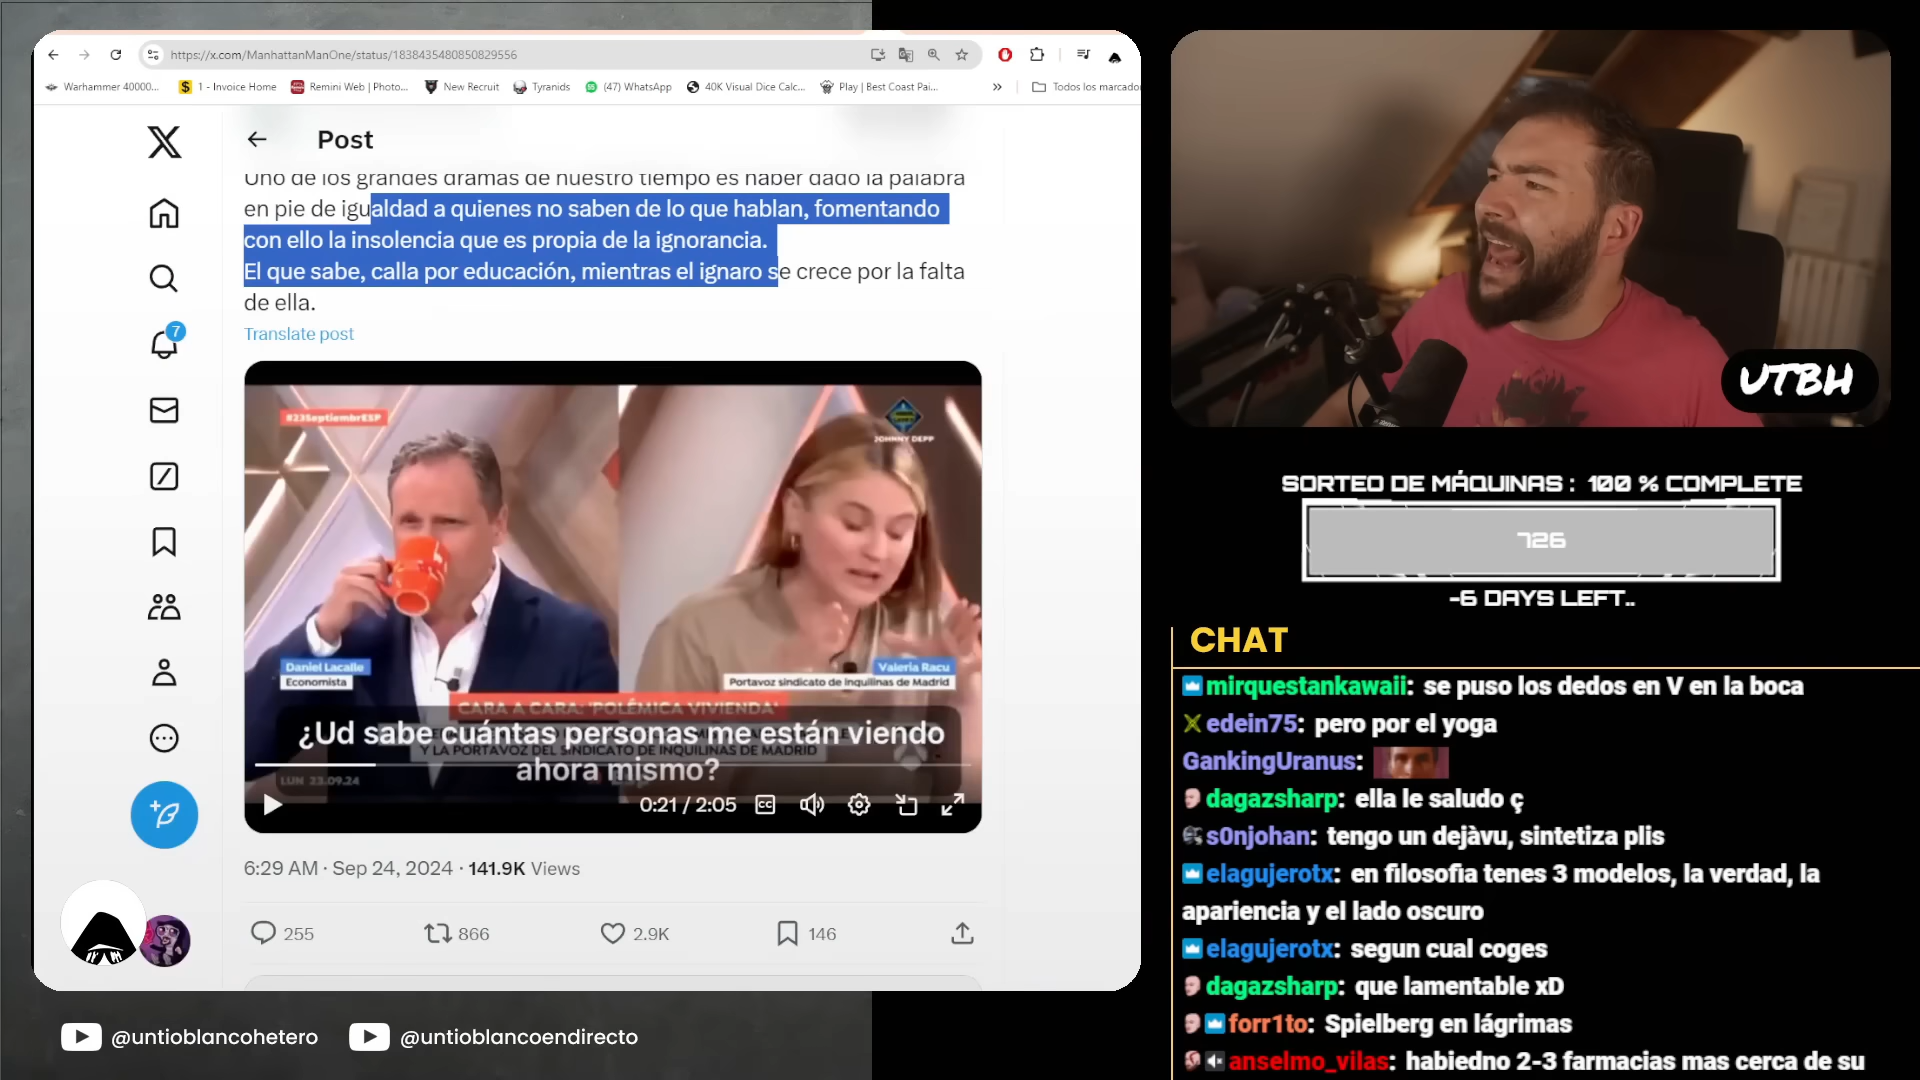 https://x.com/ManhattanManOne/status/1838435480850829556
Warhammer 40000...
1 - Invoice Home
Remini Web | Photo...
New Recruit
Tyranids
(47) WhatsApp
40K Visual Dice Calc...
Play | Best Coast Pai...
»
Todos los marcado
Post
Uno de los grandes dramas de nuestro tiempo es haber dado la palabra
en pie de igualdad a quienes no saben de lo que hablan, fomentando
con ello la insolencia que es propia de la ignorancia.
El que sabe, calla por educación, mientras el ignaro se crece por la falta
de ella.
Translate post
7
#23SeptiembrESP
JOHNNY DEPP
Daniel Lacalle
Economista
Valeria Racu
Portavoz sindicato de inquilinas de Madrid
CARA A CARA: 'POLÉMICA VIVIENDA'
Y LA PORTAVOZ DEL SINDICATO DE INQUILINAS DE MADRID
¿Ud sabe cuántas personas me están viendo
ahora mismo?
LUN 23.09.24
0:21 / 2:05
CC
6:29 AM · Sep 24, 2024 · 141.9K Views
255
866
2.9K
146
@untioblancohetero
@untioblancoendirecto
UTBH
SORTEO DE MÁQUINAS : 100 % COMPLETE
726
-6 DAYS LEFT..
CHAT
mirquestankawaii: se puso los dedos en V en la boca
edein75: pero por el yoga
GankingUranus:
dagazsharp: ella le saludo ç
s0njohan: tengo un dejàvu, sintetiza plis
elagujerotx: en filosofia tenes 3 modelos, la verdad, la
apariencia y el lado oscuro
elagujerotx: segun cual coges
dagazsharp: que lamentable xD
forr1to: Spielberg en lágrimas
anselmo_vilas: habiedno 2-3 farmacias mas cerca de su